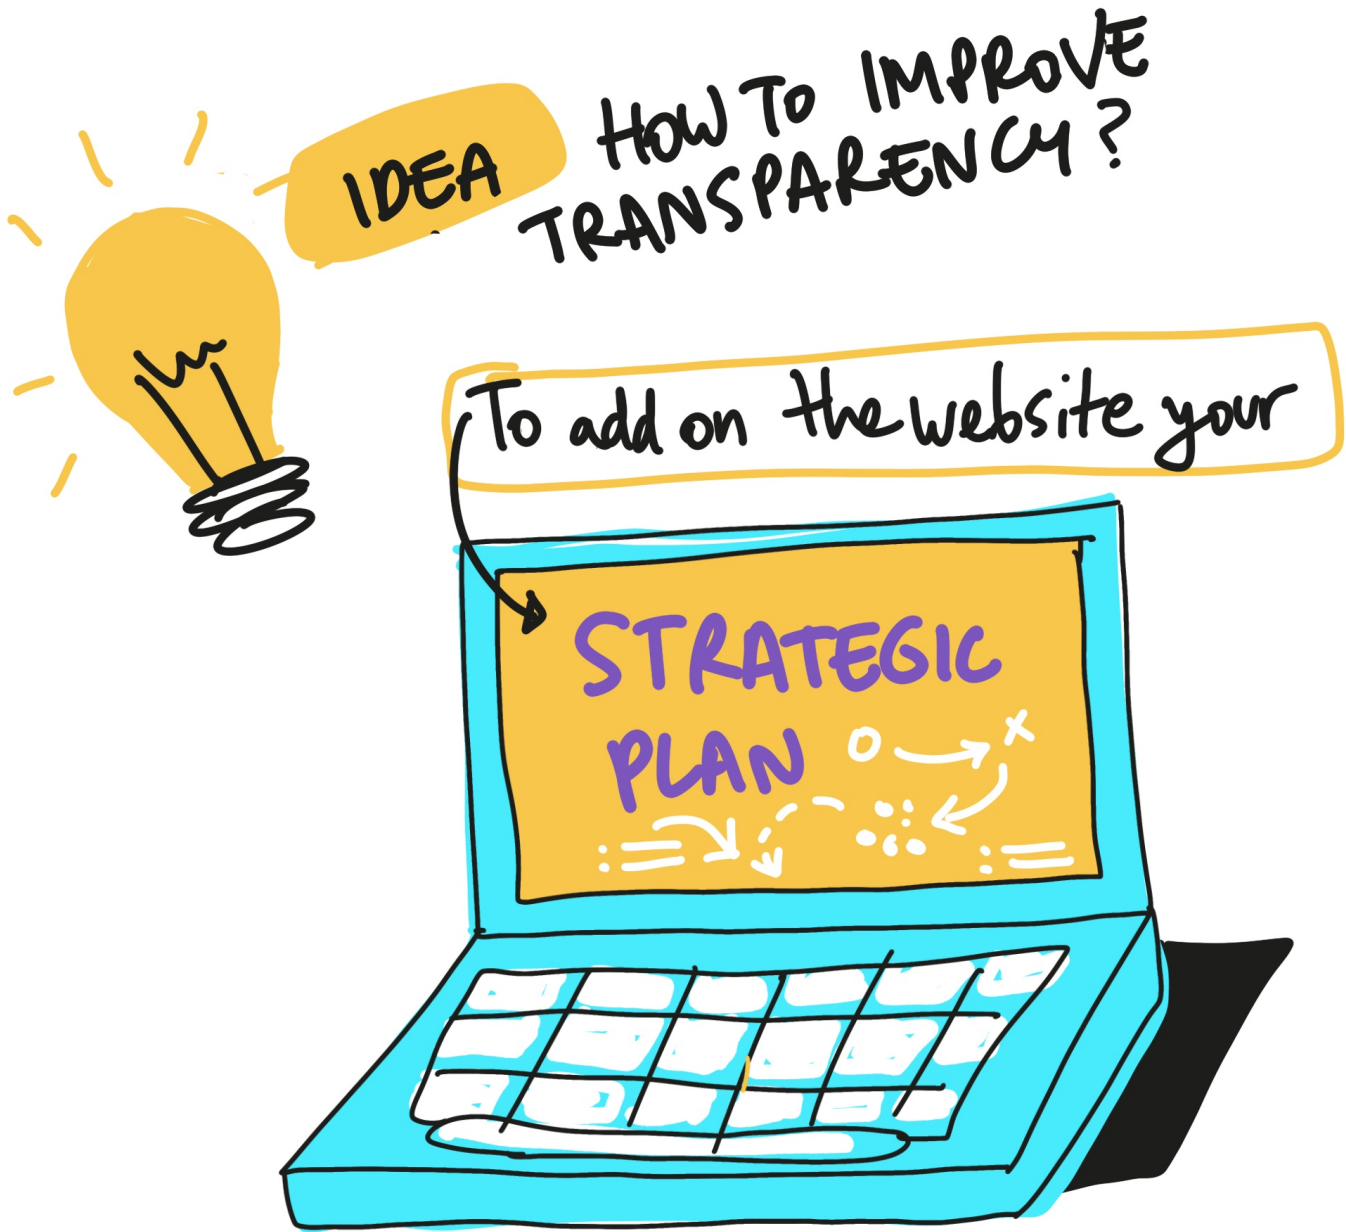 IDEA
HOW TO IMPROVE
TRANSPARENCY?
To add on the website your
STRATEGIC
PLAN